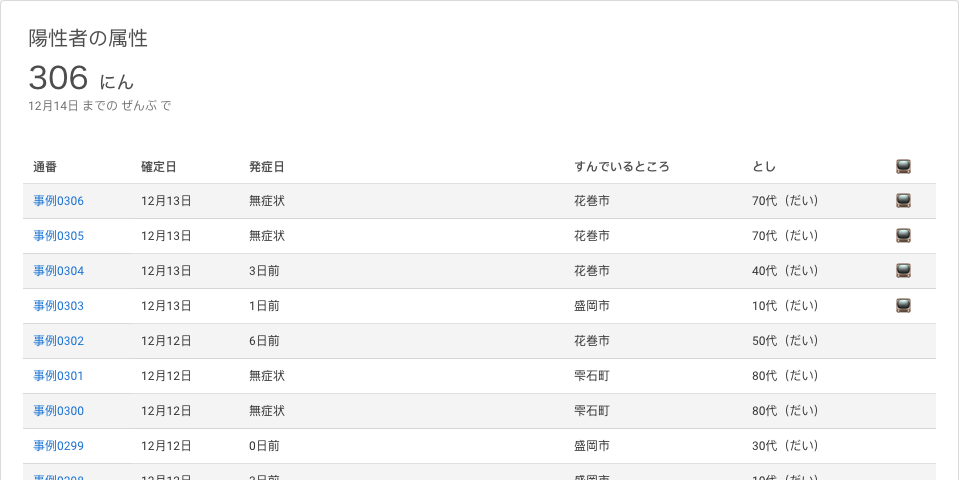 陽性者の属性
306 にん
12月14日 までの ぜんぶ で
通番 確定日 発症日 すんでいるところ とし
事例0306 12月13日 無症状 花巻市 70代（だい）
事例0305 12月13日 無症状 花巻市 70代（だい）
事例0304 12月13日 3日前 花巻市 40代（だい）
事例0303 12月13日 1日前 盛岡市 10代（だい）
事例0302 12月12日 6日前 花巻市 50代（だい）
事例0301 12月12日 無症状 雫石町 80代（だい）
事例0300 12月12日 無症状 雫石町 80代（だい）
事例0299 12月12日 0日前 盛岡市 30代（だい）